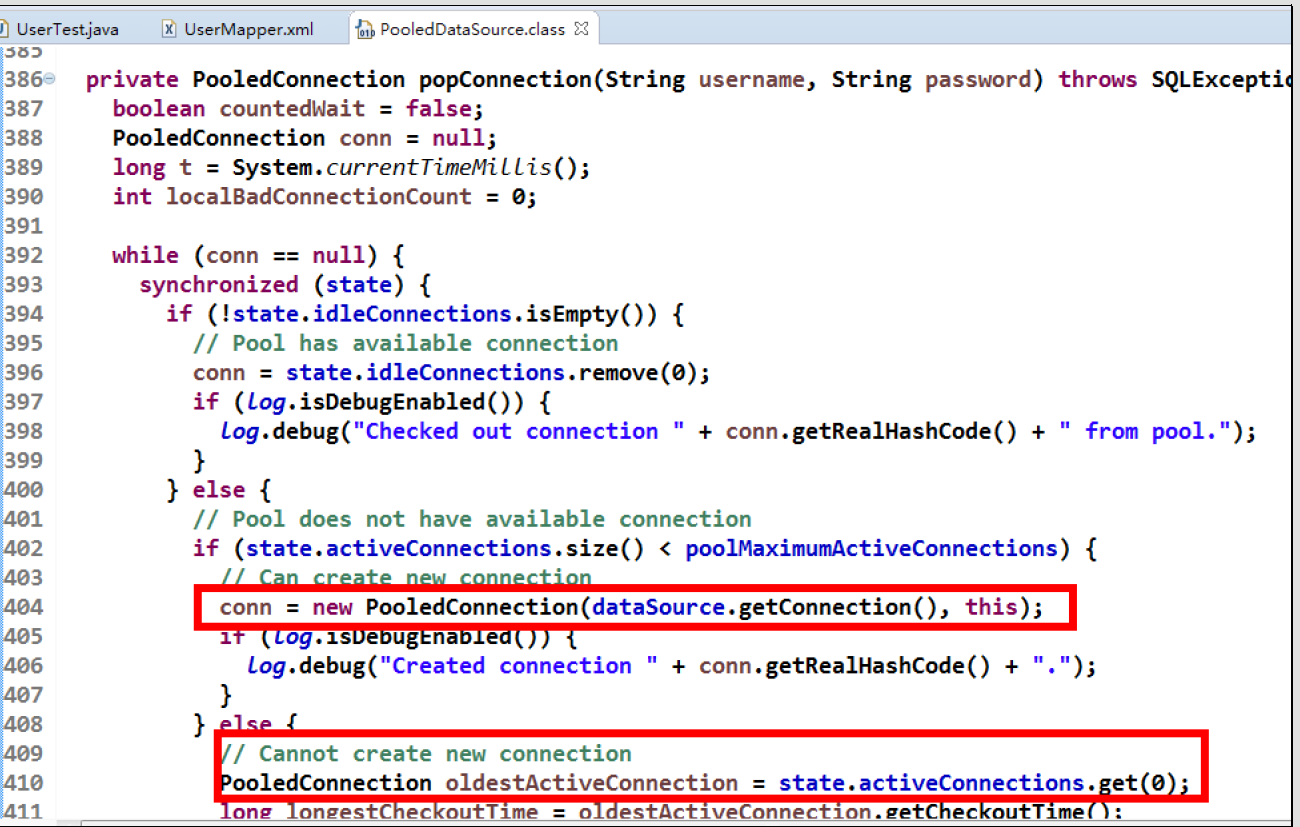 UserTest.java UserMapper.xml PooledDataSource.class
385
386 private PooledConnection popConnection(String username, String password) throws SQLExceptio
387 boolean countedWait = false;
388 PooledConnection conn = null;
389 long t = System.currentTimeMillis();
390 int localBadConnectionCount = 0;
391
392 while (conn == null) {
393 synchronized (state) {
394 if (!state.idleConnections.isEmpty()) {
395 // Pool has available connection
396 conn = state.idleConnections.remove(0);
397 if (log.isDebugEnabled()) {
398 log.debug("Checked out connection " + conn.getRealHashCode() + " from pool.");
399 }
400 } else {
401 // Pool does not have available connection
402 if (state.activeConnections.size() < poolMaximumActiveConnections) {
403 // Can create new connection
404 conn = new PooledConnection(dataSource.getConnection(), this);
405 if (log.isDebugEnabled()) {
406 log.debug("Created connection " + conn.getRealHashCode() + ".");
407 }
408 } else {
409 // Cannot create new connection
410 PooledConnection oldestActiveConnection = state.activeConnections.get(0);
411 long longestCheckoutTime = oldestActiveConnection.getCheckoutTime();